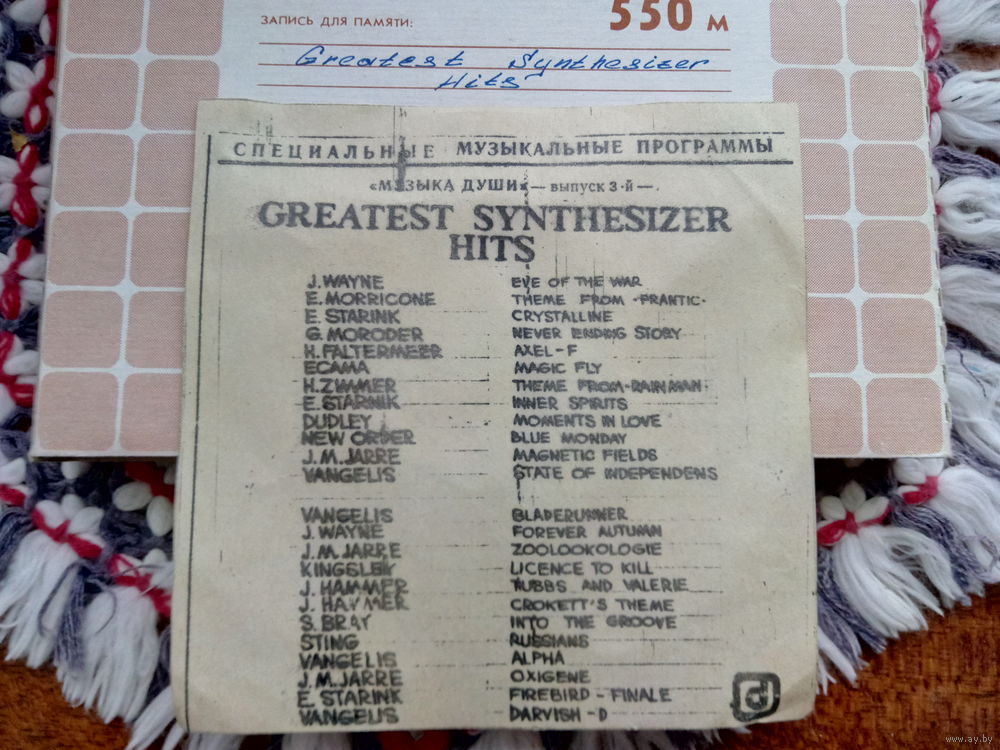 ЗАПИСЬ ДЛЯ ПАМЯТИ: 550 м
Greatest Synthesizer
Hits
СПЕЦИАЛЬНЫЕ МУЗЫКАЛЬНЫЕ ПРОГРАММЫ
«МУЗЫКА ДУШИ» — выпуск 3-й —.
GREATEST SYNTHESIZER
HITS
J. WAYNE EVE OF THE WAR
E. MORRICONE THEME FROM -FRANTIC-
E. STARINK CRYSTALLINE
G. MORODER NEVER ENDING STORY
H. FALTERMEER AXEL-F
ECAMA MAGIC FLY
H. ZIMMER THEME FROM-RAIN MAN-
E. STARNIK INNER SPIRITS
DUDLEY MOMENTS IN LOVE
NEW ORDER BLUE MONDAY
J. M. JARRE MAGNETIC FIELDS
VANGELIS STATE OF INDEPENDENS
VANGELIS BLADERUNNER
J. WAYNE FOREVER AUTUMN
J. M. JARRE ZOOLOOKOLOGIE
KINGSLEY LICENCE TO KILL
J. HAMMER TUBBS AND VALERIE
J. HAYMER CROKETT'S THEME
S. BRAY INTO THE GROOVE
STING RUSSIANS
VANGELIS ALPHA
J. M. JARRE OXIGENE
E. STARINK FIREBIRD - FINALE
VANGELIS DARVISH-D
www.ay.by